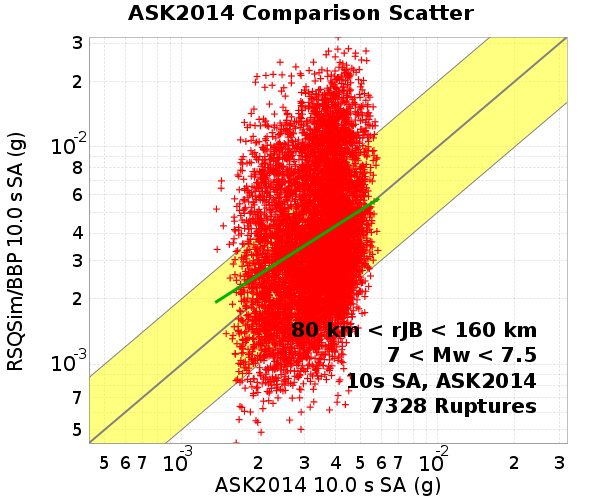 ASK2014 Comparison Scatter
RSQSim/BBP 10.0 s SA (g)
3
2
10-2
8
6
4
3
2
10-3
7
5
80 km < rJB < 160 km
7 < Mw < 7.5
10s SA, ASK2014
7328 Ruptures
5 6 7 10-3 2 3 4 5 6 7 10-2 2 3
ASK2014 10.0 s SA (g)